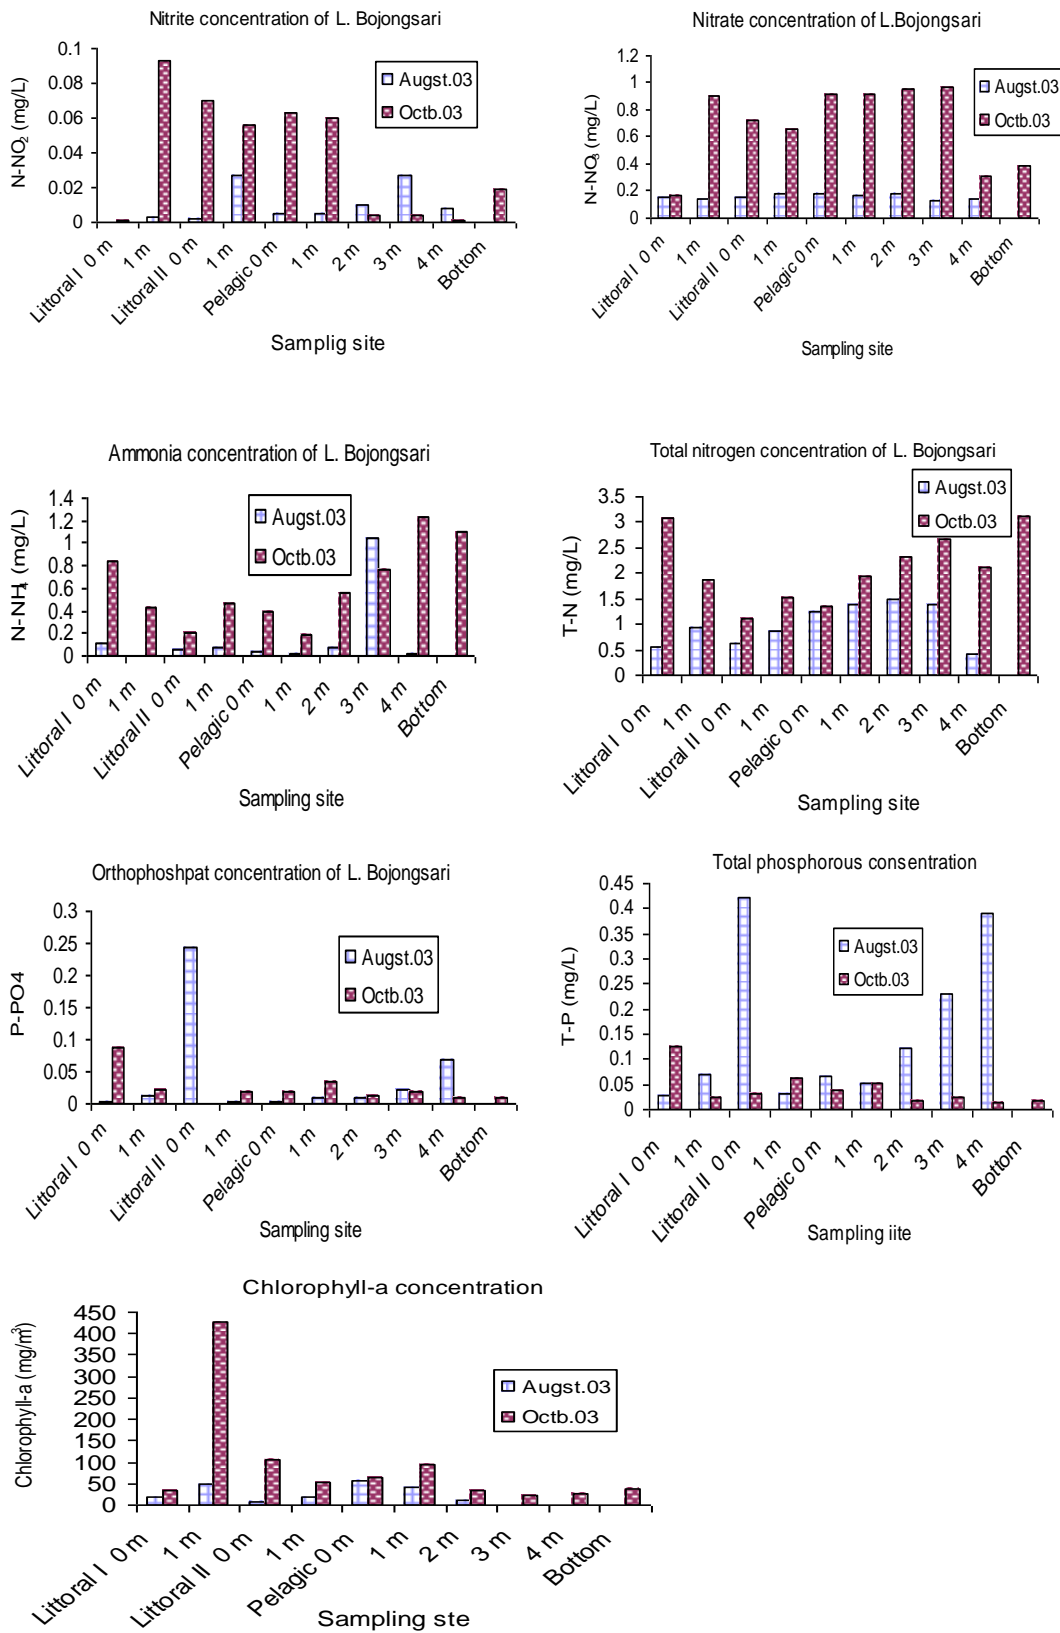 Nitrite concentration of L. Bojongsari
N-NO2 (mg/L)
0.1
0.08
0.06
0.04
0.02
0
Augst.03
Octb.03
Littoral I 0 m
1 m
Littoral II 0 m
1 m
Pelagic 0 m
1 m
2 m
3 m
4 m
Bottom
Samplig site
Nitrate concentration of L.Bojongsari
N-NO3 (mg/L)
1.2
1
0.8
0.6
0.4
0.2
0
Augst.03
Octb.03
Littoral I 0 m
1 m
Littoral II 0 m
1 m
Pelagic 0 m
1 m
2 m
3 m
4 m
Bottom
Sampling site
Ammonia concentration of L. Bojongsari
N-NH4 (mg/L)
1.4
1.2
1
0.8
0.6
0.4
0.2
0
Augst.03
Octb.03
Littoral I 0 m
1 m
Littoral II 0 m
1 m
Pelagic 0 m
1 m
2 m
3 m
4 m
Bottom
Sampling site
Total nitrogen concentration of L. Bojongsari
T-N (mg/L)
3.5
3
2.5
2
1.5
1
0.5
0
Augst.03
Octb.03
Littoral I 0 m
1 m
Littoral II 0 m
1 m
Pelagic 0 m
1 m
2 m
3 m
4 m
Bottom
Sampling site
Orthophoshpat concentration of L. Bojongsari
P-PO4
0.3
0.25
0.2
0.15
0.1
0.05
0
Augst.03
Octb.03
Littoral I 0 m
1 m
Littoral II 0 m
1 m
Pelagic 0 m
1 m
2 m
3 m
4 m
Bottom
Sampling site
Total phosphorous consentration
T-P (mg/L)
0.45
0.4
0.35
0.3
0.25
0.2
0.15
0.1
0.05
0
Augst.03
Octb.03
Littoral I 0 m
1 m
Littoral II 0 m
1 m
Pelagic 0 m
1 m
2 m
3 m
4 m
Bottom
Sampling iite
Chlorophyll-a concentration
Chlorophyll-a (mg/m3)
450
400
350
300
250
200
150
100
50
0
Augst.03
Octb.03
Littoral I 0 m
1 m
Littoral II 0 m
1 m
Pelagic 0 m
1 m
2 m
3 m
4 m
Bottom
Sampling ste